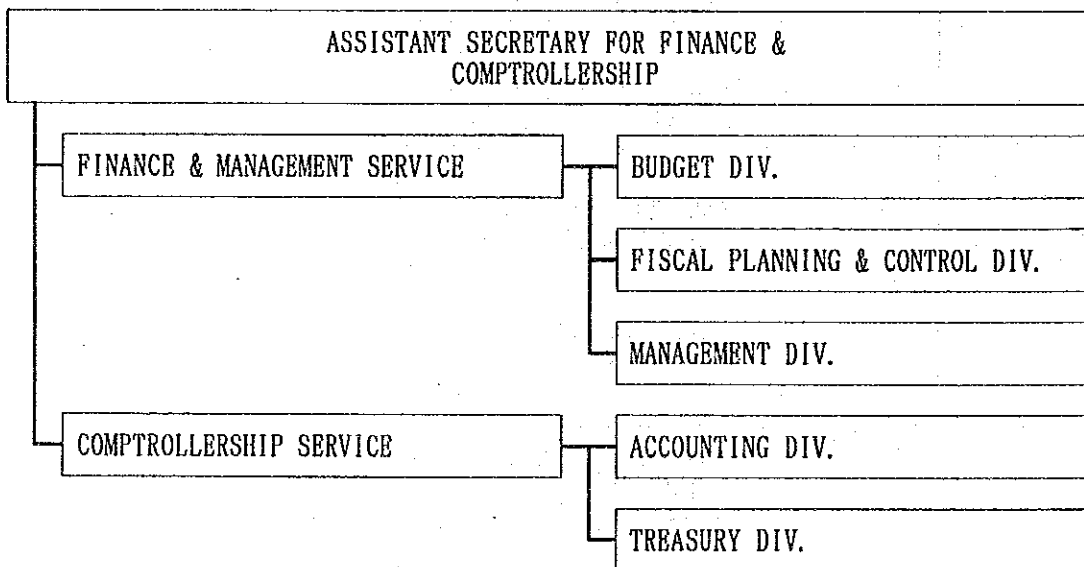 ASSISTANT SECRETARY FOR FINANCE &
COMPTROLLERSHIP
FINANCE & MANAGEMENT SERVICE
BUDGET DIV.
FISCAL PLANNING & CONTROL DIV.
MANAGEMENT DIV.
COMPTROLLERSHIP SERVICE
ACCOUNTING DIV.
TREASURY DIV.